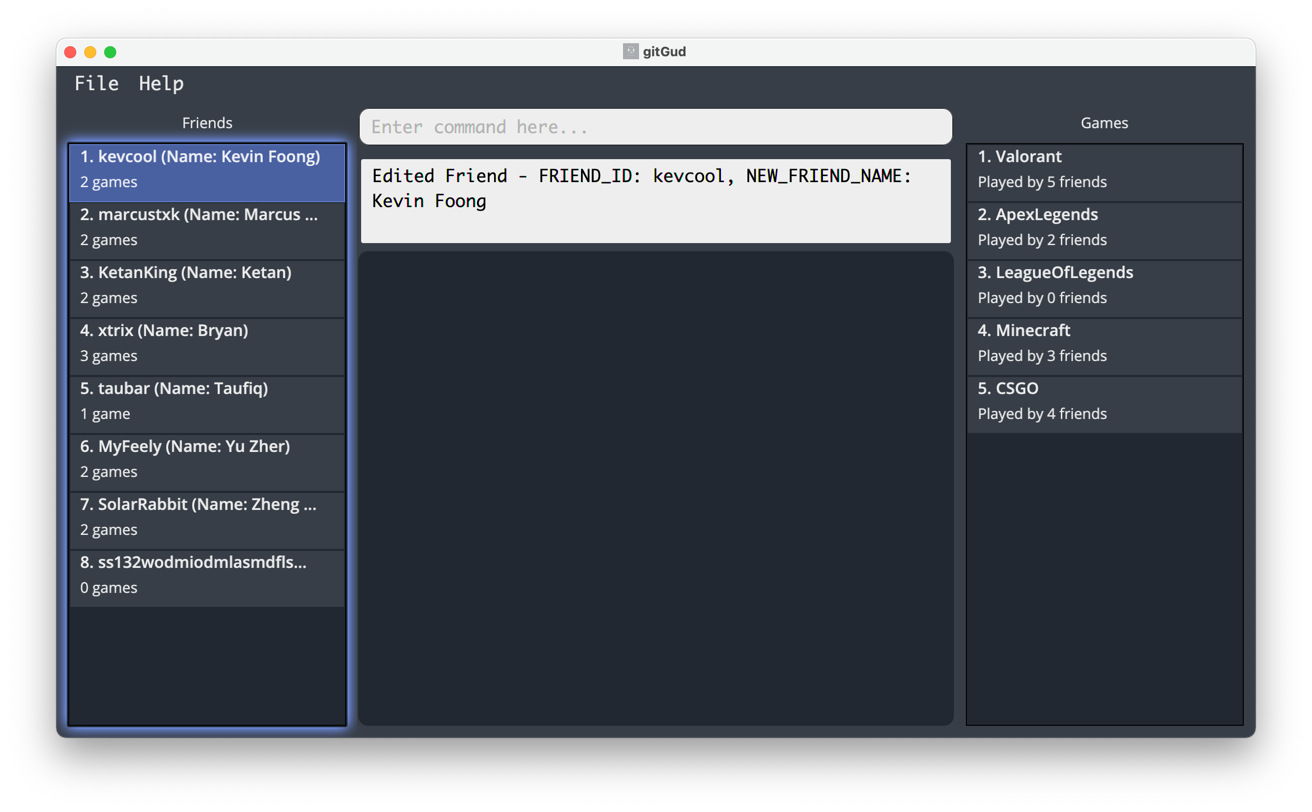 gitGud
File Help
Friends
1. kevcool (Name: Kevin Foong)
2 games
2. marcustxk (Name: Marcus ...
2 games
3. KetanKing (Name: Ketan)
2 games
4. xtrix (Name: Bryan)
3 games
5. taubar (Name: Taufiq)
1 game
6. MyFeely (Name: Yu Zher)
2 games
7. SolarRabbit (Name: Zheng ...
2 games
8. ss132wodmiodmlasmdfls...
0 games
Enter command here...
Edited Friend - FRIEND_ID: kevcool, NEW_FRIEND_NAME:
Kevin Foong
Games
1. Valorant
Played by 5 friends
2. ApexLegends
Played by 2 friends
3. LeagueOfLegends
Played by 0 friends
4. Minecraft
Played by 3 friends
5. CSGO
Played by 4 friends